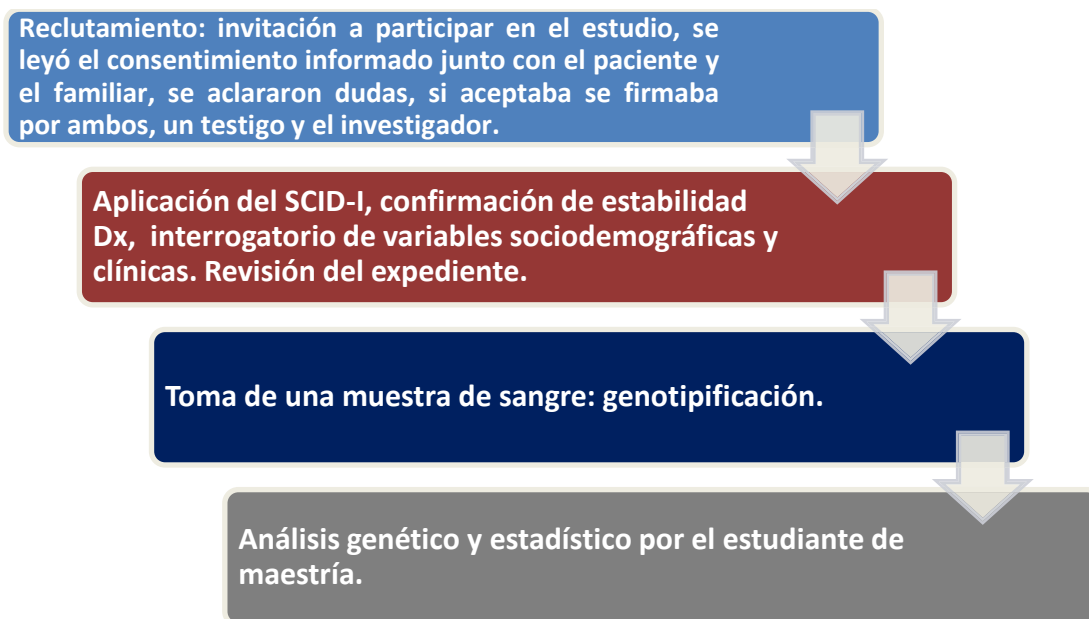 Reclutamiento: invitación a participar en el estudio, se
leyó el consentimiento informado junto con el paciente y
el familiar, se aclararon dudas, si aceptaba se firmaba
por ambos, un testigo y el investigador.
Aplicación del SCID-I, confirmación de estabilidad
Dx, interrogatorio de variables sociodemográficas y
clínicas. Revisión del expediente.
Toma de una muestra de sangre: genotipificación.
Análisis genético y estadístico por el estudiante de
maestría.